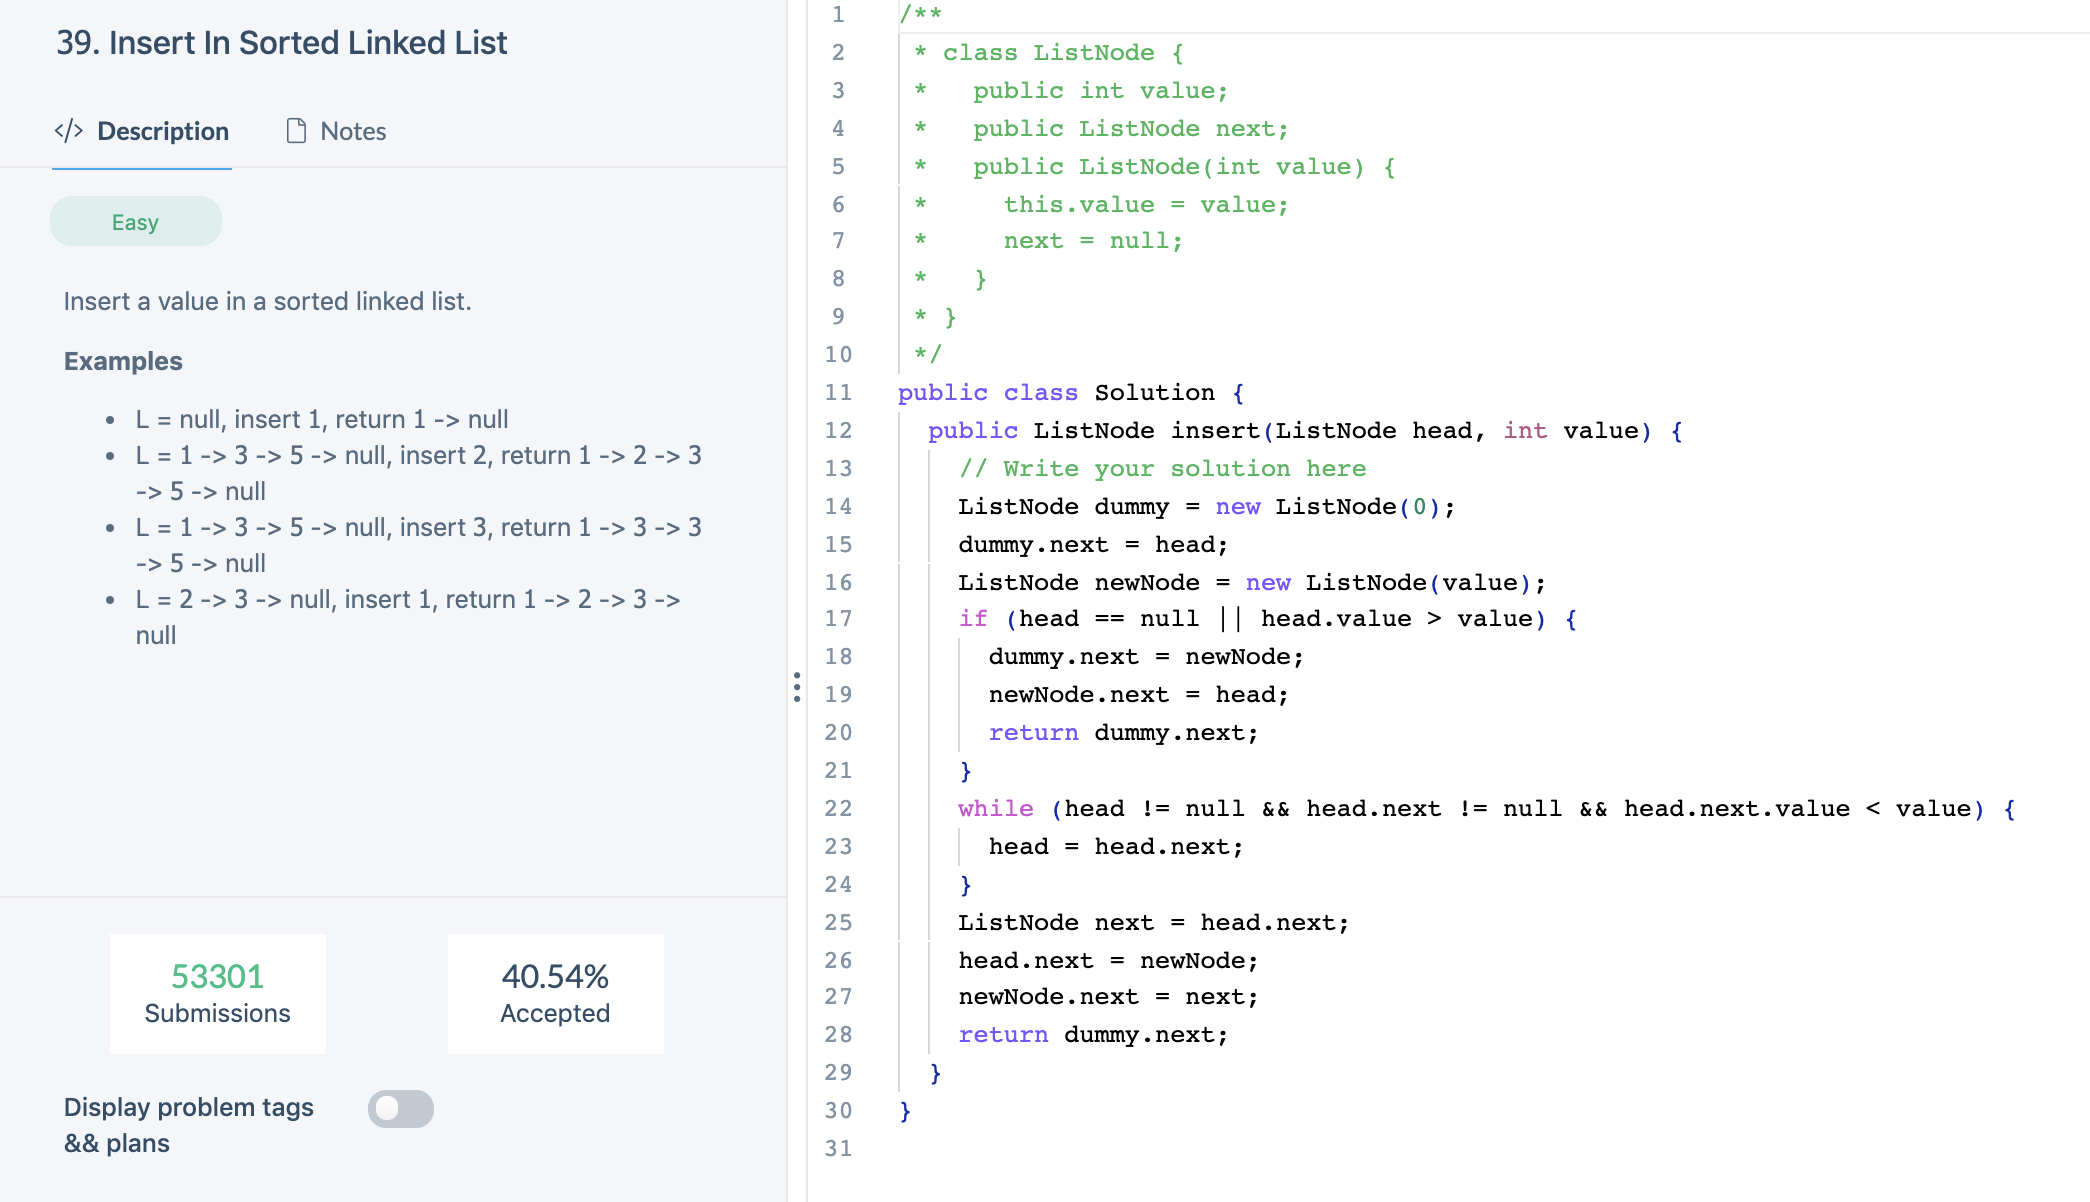 39. Insert In Sorted Linked List
</> Description Notes
Easy
Insert a value in a sorted linked list.
Examples
• L = null, insert 1, return 1 -> null
• L = 1 -> 3 -> 5 -> null, insert 2, return 1 -> 2 -> 3
-> 5 -> null
• L = 1 -> 3 -> 5 -> null, insert 3, return 1 -> 3 -> 3
-> 5 -> null
• L = 2 -> 3 -> null, insert 1, return 1 -> 2 -> 3 ->
null
53301
Submissions
40.54%
Accepted
Display problem tags
&& plans
1 /**
2  * class ListNode {
3  *   public int value;
4  *   public ListNode next;
5  *   public ListNode(int value) {
6  *     this.value = value;
7  *     next = null;
8  *   }
9  * }
10  */
11 public class Solution {
12   public ListNode insert(ListNode head, int value) {
13     // Write your solution here
14     ListNode dummy = new ListNode(0);
15     dummy.next = head;
16     ListNode newNode = new ListNode(value);
17     if (head == null || head.value > value) {
18       dummy.next = newNode;
19       newNode.next = head;
20       return dummy.next;
21     }
22     while (head != null && head.next != null && head.next.value < value) {
23       head = head.next;
24     }
25     ListNode next = head.next;
26     head.next = newNode;
27     newNode.next = next;
28     return dummy.next;
29   }
30 }
31